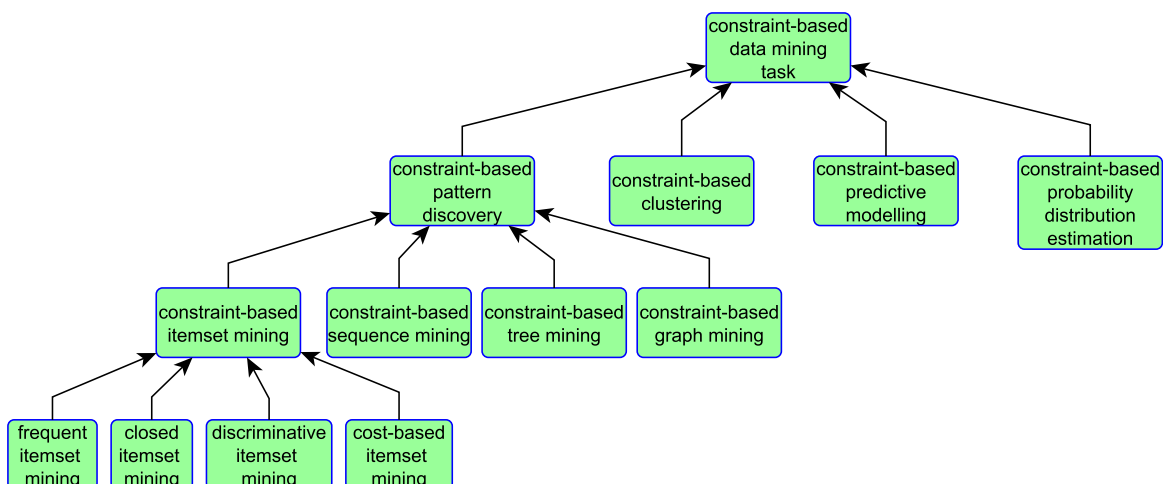 constraint-based
data mining
task
constraint-based
pattern
discovery
constraint-based
clustering
constraint-based
predictive
modelling
constraint-based
probability
distribution
estimation
constraint-based
itemset mining
constraint-based
sequence mining
constraint-based
tree mining
constraint-based
graph mining
frequent
itemset
mining
closed
itemset
mining
discriminative
itemset
mining
cost-based
itemset
mining